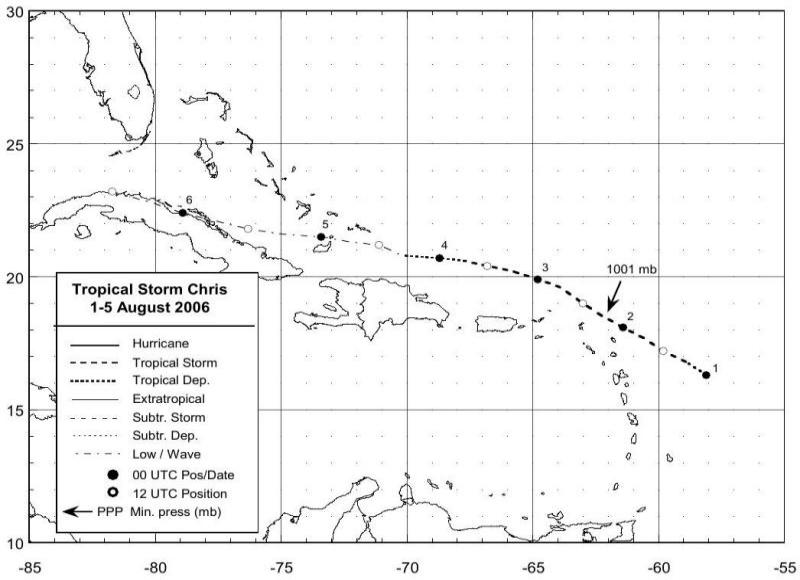 30
25
20
15
10
-85
-80
-75
-70
-65
-60
-55
6
5
4
3
1001 mb
2
1
Tropical Storm Chris
1-5 August 2006
Hurricane
Tropical Storm
Tropical Dep.
Extratropical
Subtr. Storm
Subtr. Dep.
Low / Wave
00 UTC Pos/Date
12 UTC Position
PPP Min. press (mb)